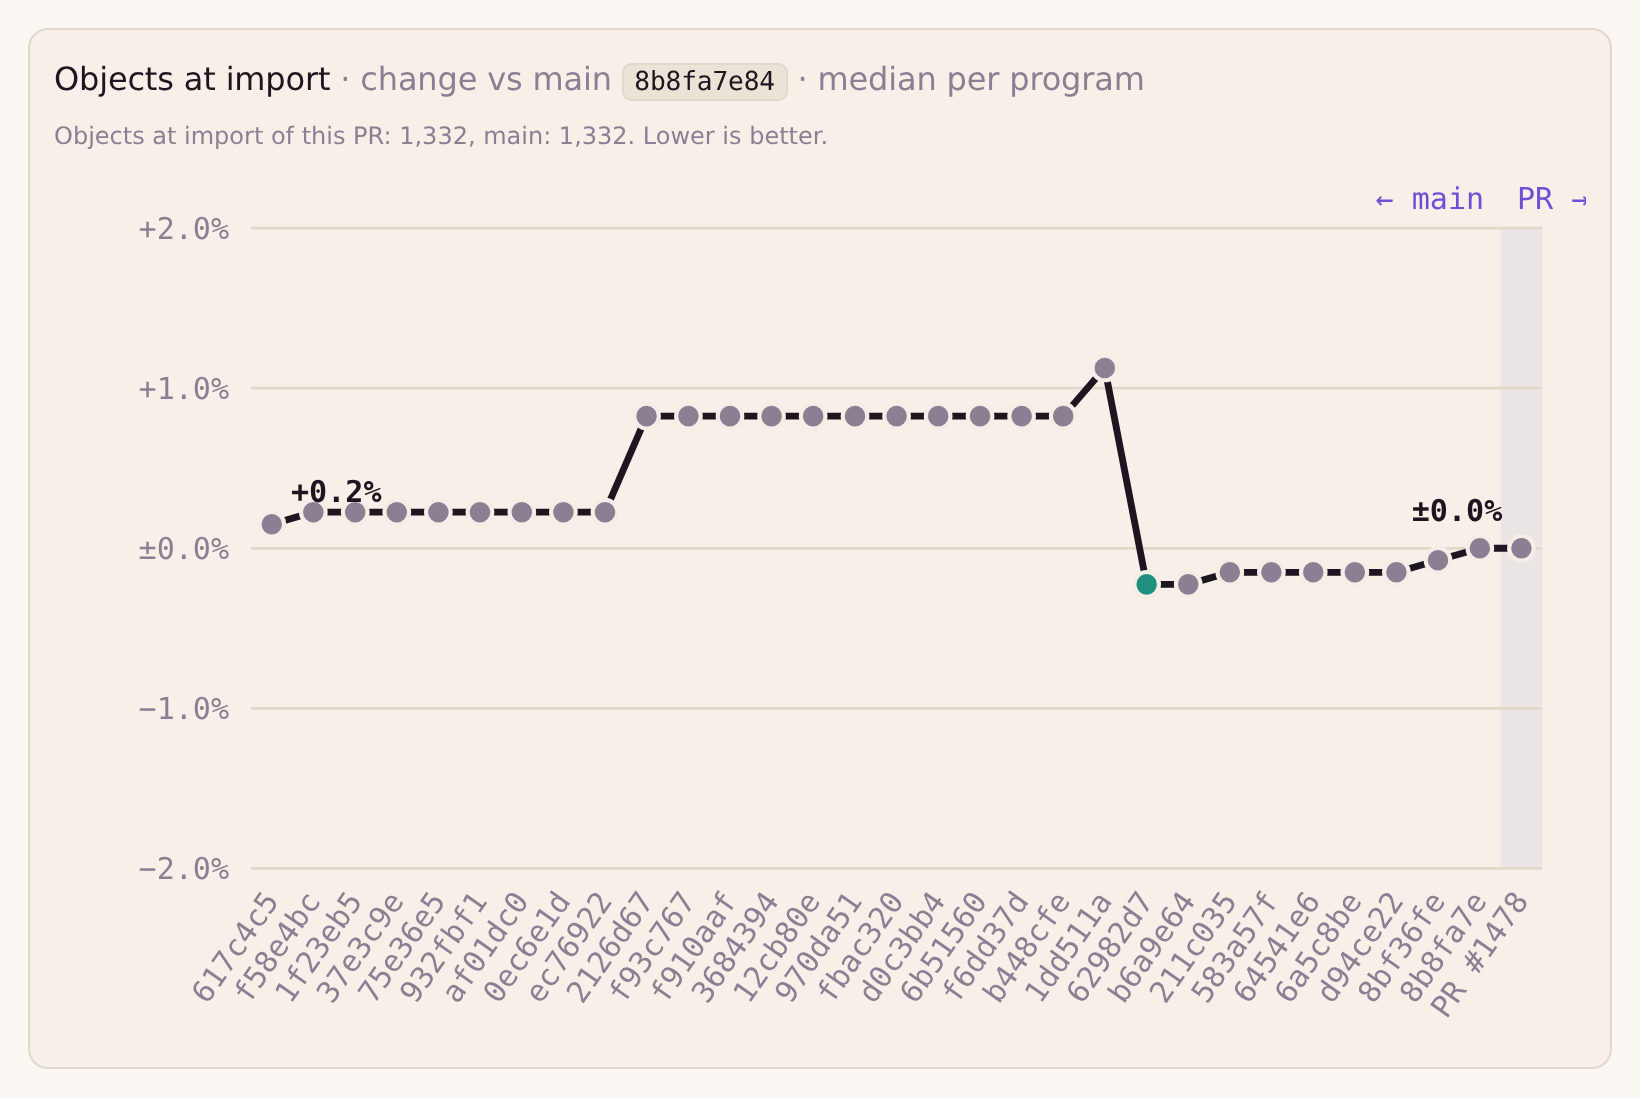 Objects at import · change vs main 8b8fa7e84 · median per program
Objects at import of this PR: 1,332, main: 1,332. Lower is better.
← main PR →
+2.0%
+1.0%
+0.2%
±0.0%
±0.0%
−1.0%
−2.0%
617c4c5
f58e4bc
1f23eb5
37e3c9e
75e36e5
932fbf1
af01dc0
0ec6e1d
ec76922
2126d67
f93c767
f910aaf
3684394
12cb80e
970da51
fbac320
d0c3bb4
6b51560
f6dd37d
b448cfe
1dd511a
62982d7
b6a9e64
211c035
583a57f
64541e6
6a5c8be
d94ce22
8bf36fe
8b8fa7e
PR #1478